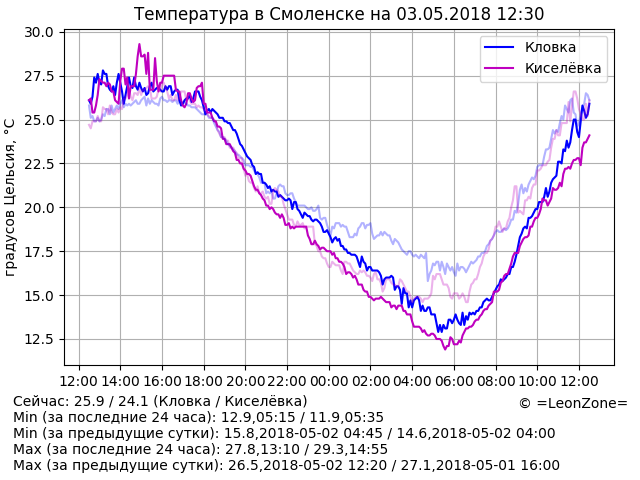 Температура в Смоленске на 03.05.2018 12:30
Кловка
Киселёвка
градусов Цельсия, °C
30.0
27.5
25.0
22.5
20.0
17.5
15.0
12.5
12:00 14:00 16:00 18:00 20:00 22:00 00:00 02:00 04:00 06:00 08:00 10:00 12:00
Сейчас: 25.9 / 24.1 (Кловка / Киселёвка)
© =LeonZone=
Min (за последние 24 часа): 12.9,05:15 / 11.9,05:35
Min (за предыдущие сутки): 15.8,2018-05-02 04:45 / 14.6,2018-05-02 04:00
Max (за последние 24 часа): 27.8,13:10 / 29.3,14:55
Max (за предыдущие сутки): 26.5,2018-05-02 12:20 / 27.1,2018-05-01 16:00